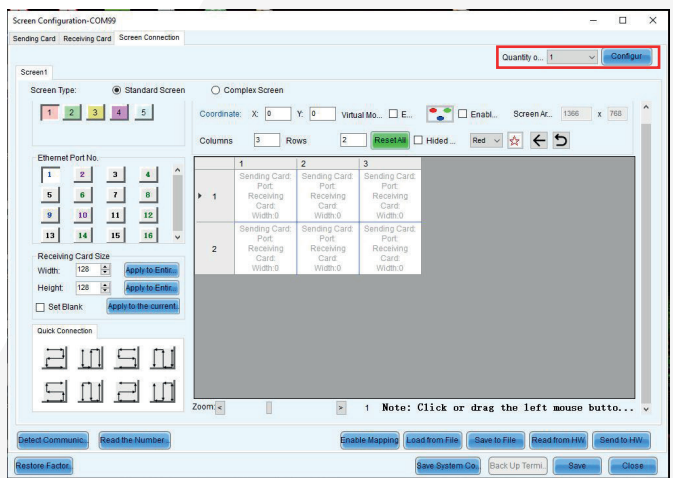 Screen Configuration-COM99
Sending Card Receiving Card Screen Connection
Quantity o... 1 Configur
Screen1
Screen Type: Standard Screen Complex Screen
1 2 3 4 5
Coordinate: X: 0 Y: 0 Virtual Mo... E... Enabl... Screen Ar... 1366 x 768
Columns 3 Rows 2 Reset All Hided ... Red
Ethernet Port No.
1 2 3 4
5 6 7 8
9 10 11 12
13 14 15 16
1 2 3
1
Sending Card: Sending Card: Sending Card:
Port: Port: Port:
Receiving Receiving Receiving
Card: Card: Card:
Width:0 Width:0 Width:0
2
Sending Card: Sending Card: Sending Card:
Port: Port: Port:
Receiving Receiving Receiving
Card: Card: Card:
Width:0 Width:0 Width:0
Receiving Card Size
Width: 128 Apply to Entir...
Height: 128 Apply to Entir...
Set Blank Apply to the current.
Quick Connection
Zoom: < > 1 Note: Click or drag the left mouse butto...
Detect Communic.. Read the Number.. Enable Mapping Load from File Save to File Read from HW Send to HW
Restore Factor.. Save System Co.. Back Up Termi.. Save Close